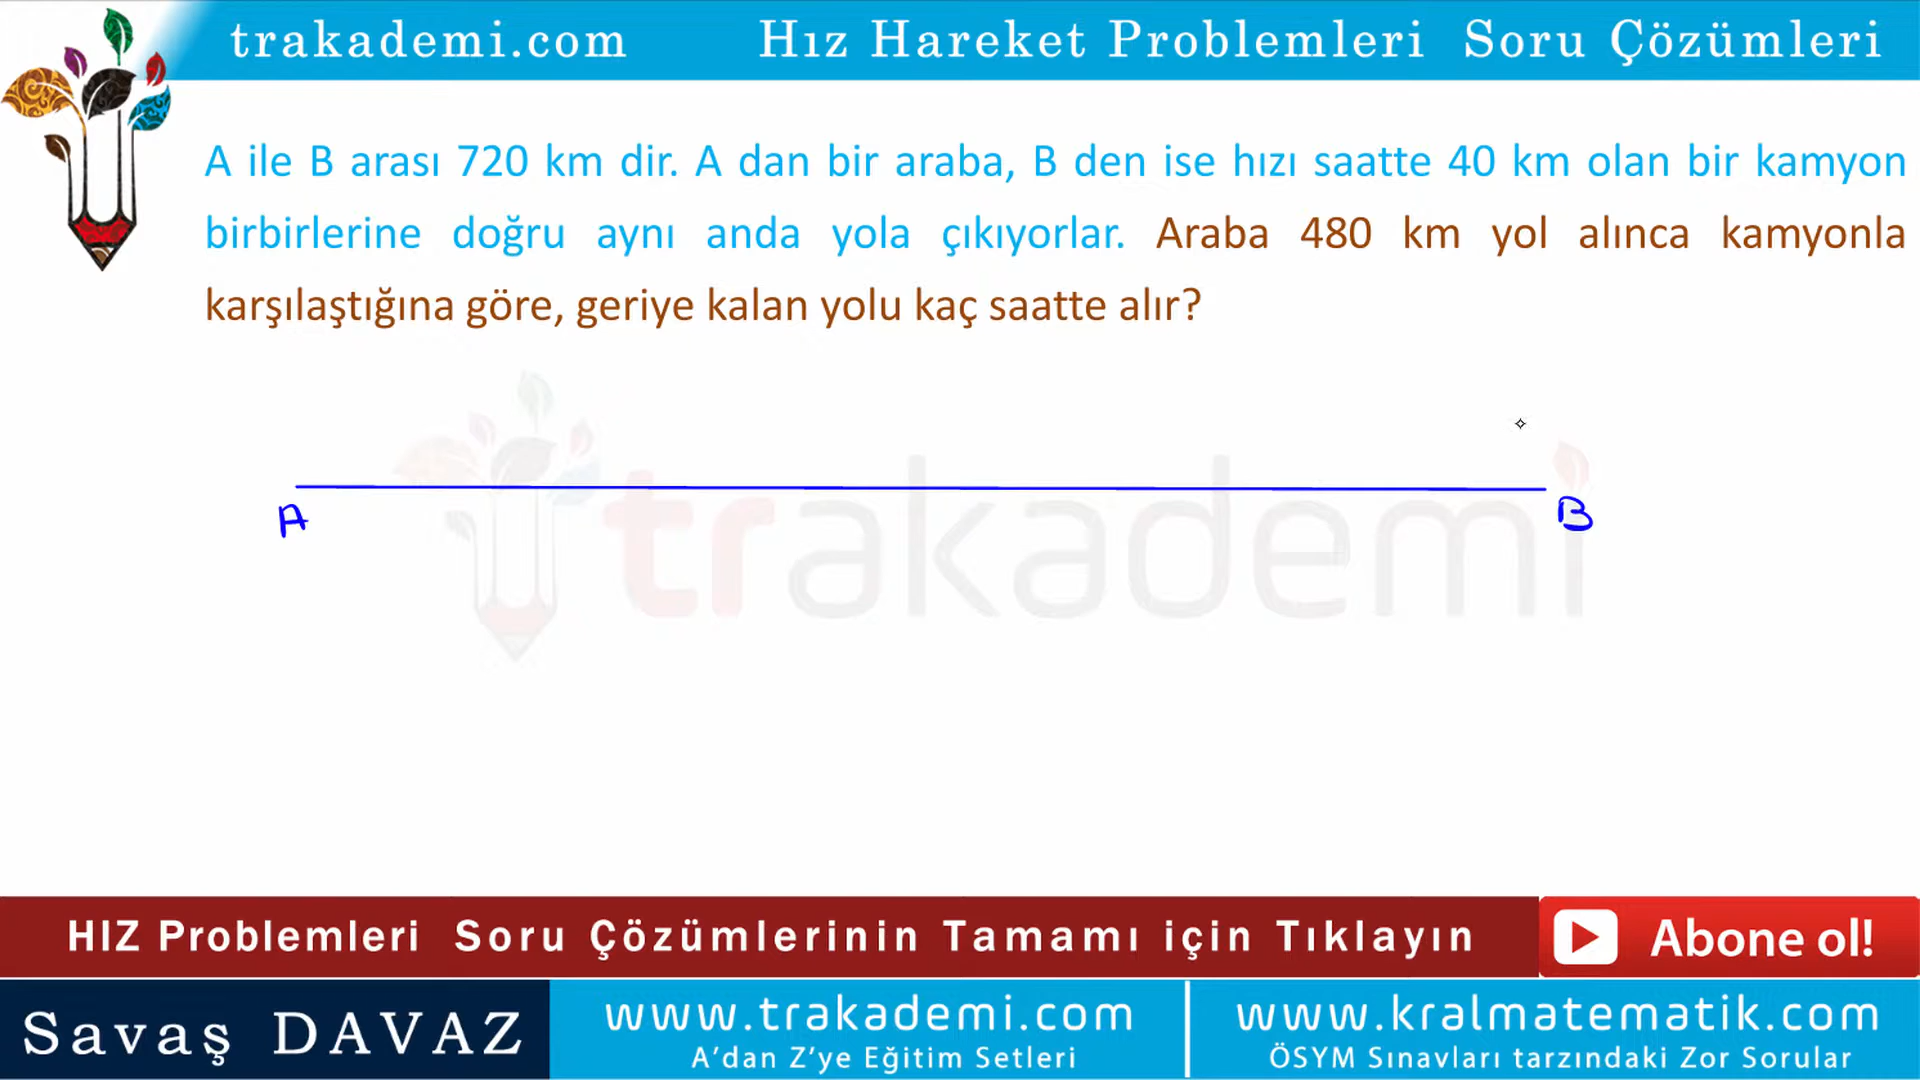 trakademi.com Hız Hareket Problemleri Soru Çözümleri
A ile B arası 720 km dir. A dan bir araba, B den ise hızı saatte 40 km olan bir kamyon
birbirlerine doğru aynı anda yola çıkıyorlar. Araba 480 km yol alınca kamyonla
karşılaştığına göre, geriye kalan yolu kaç saatte alır?
trakademi
A B
HIZ Problemleri Soru Çözümlerinin Tamamı için Tıklayın Abone ol!
Savaş DAVAZ www.trakademi.com www.kralmatematik.com
A’dan Z’ye Eğitim Setleri ÖSYM Sınavları tarzındaki Zor Sorular